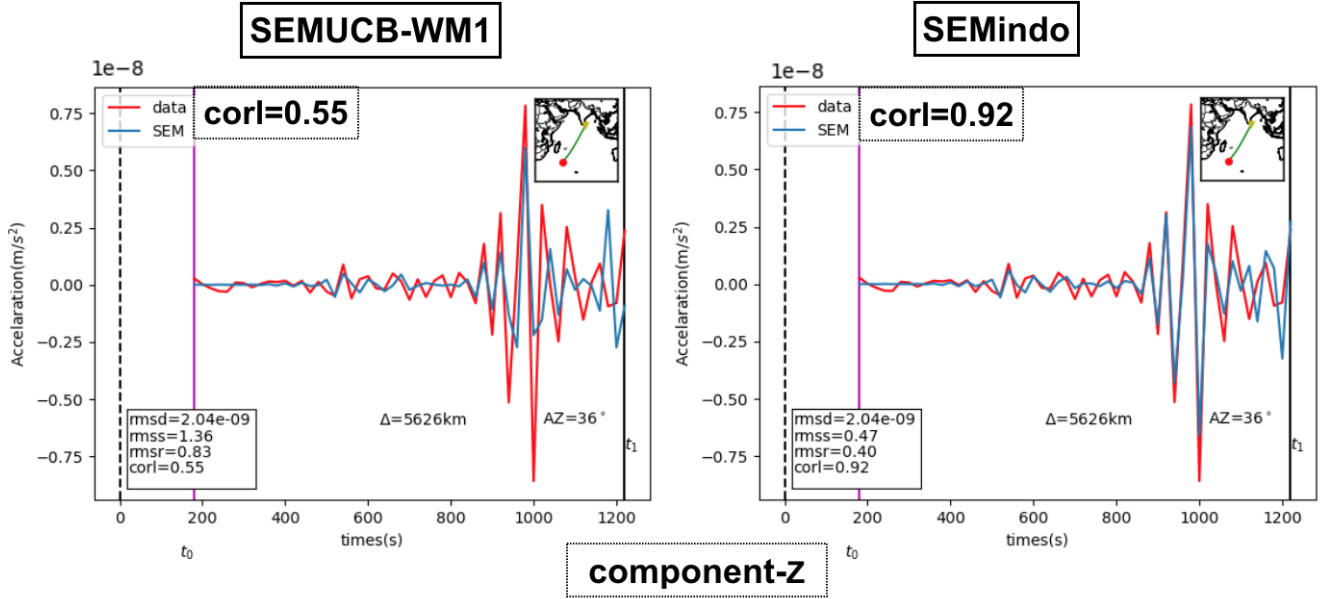 SEMUCB-WM1
SEMindo
1e−8
data
SEM
corl=0.55
0.75
0.50
0.25
0.00
−0.25
−0.50
−0.75
Accelaration(m/s²)
rmsd=2.04e-09
rmss=1.36
rmsr=0.83
corl=0.55
Δ=5626km
AZ=36°
t₁
0
200
400
600
800
1000
1200
t₀
times(s)
1e−8
data
SEM
corl=0.92
0.75
0.50
0.25
0.00
−0.25
−0.50
−0.75
Accelaration(m/s²)
rmsd=2.04e-09
rmss=0.47
rmsr=0.40
corl=0.92
Δ=5626km
AZ=36°
t₁
0
200
400
600
800
1000
1200
t₀
times(s)
component-Z